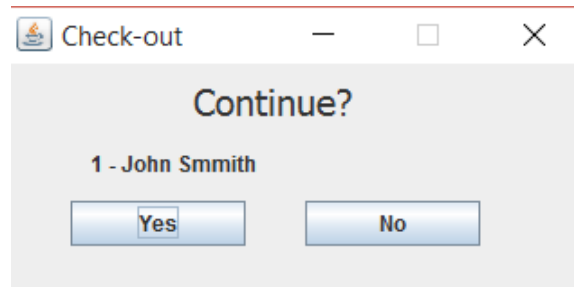 Check-out
Continue?
1 - John Smmith
Yes No